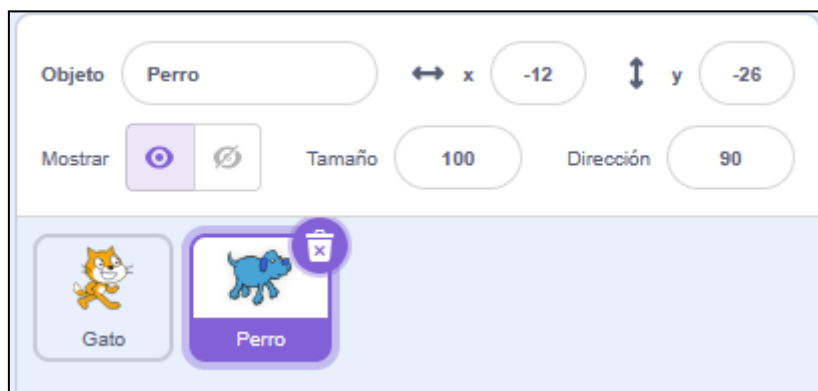 Objeto Perro x -12 y -26
Mostrar Tamaño 100 Dirección 90
Gato Perro